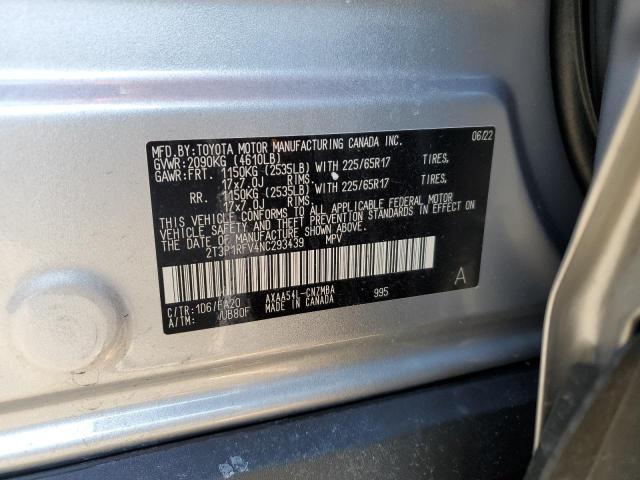 MFD.BY:TOYOTA MOTOR MANUFACTURING CANADA INC. 06/22
GVWR:2090KG (4610LB)
GAWR:FRT. 1150KG (2535LB) WITH 225/65R17 TIRES,
17x7.0J RIMS.
RR. 1150KG (2535LB) WITH 225/65R17 TIRES,
17x7.0J RIMS.
THIS VEHICLE CONFORMS TO ALL APPLICABLE FEDERAL MOTOR
VEHICLE SAFETY AND THEFT PREVENTION STANDARDS IN EFFECT
ON THE DATE OF MANUFACTURE SHOWN ABOVE.
2T3P1RFV4NC293439 MPV
C/TR:1D6/FA20 AXAA54L-CNZMBA 995 A
A/TM: /UB80F MADE IN CANADA